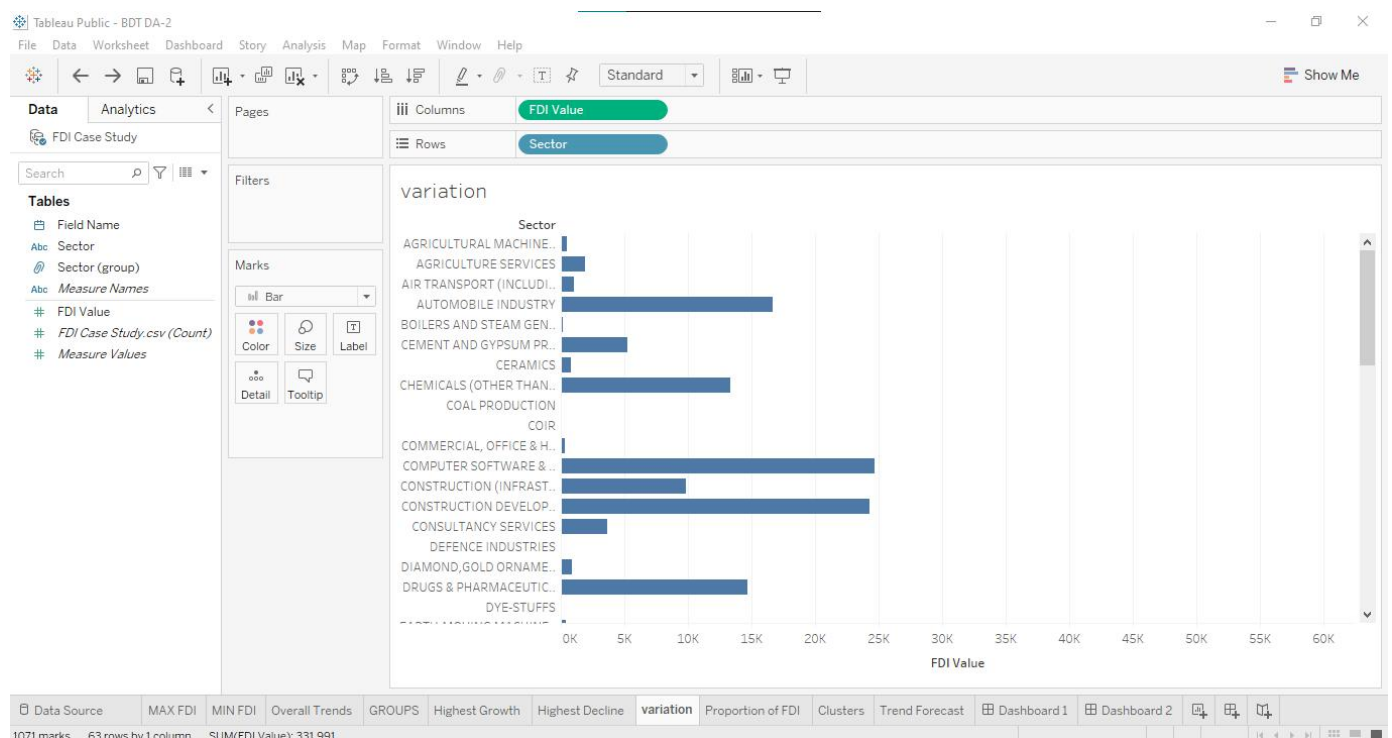 Tableau Public - BDT DA-2
File Data Worksheet Dashboard Story Analysis Map Format Window Help
Standard
Show Me
Data Analytics
FDI Case Study
Search
Tables
Field Name
Abc Sector
Sector (group)
Abc Measure Names
# FDI Value
# FDI Case Study.csv (Count)
# Measure Values
Pages
Filters
Marks
Bar
Color Size Label
Detail Tooltip
Columns FDI Value
Rows Sector
variation
Sector
AGRICULTURAL MACHINE..
AGRICULTURE SERVICES
AIR TRANSPORT (INCLUDI..
AUTOMOBILE INDUSTRY
BOILERS AND STEAM GEN..
CEMENT AND GYPSUM PR..
CERAMICS
CHEMICALS (OTHER THAN..
COAL PRODUCTION
COIR
COMMERCIAL, OFFICE & H..
COMPUTER SOFTWARE & ..
CONSTRUCTION (INFRAST..
CONSTRUCTION DEVELOP..
CONSULTANCY SERVICES
DEFENCE INDUSTRIES
DIAMOND,GOLD ORNAME..
DRUGS & PHARMACEUTIC..
DYE-STUFFS
0K 5K 10K 15K 20K 25K 30K 35K 40K 45K 50K 55K 60K
FDI Value
Data Source MAX FDI MIN FDI Overall Trends GROUPS Highest Growth Highest Decline variation Proportion of FDI Clusters Trend Forecast Dashboard 1 Dashboard 2
1071 marks 63 rows by 1 column SUM(FDI Value): 331,991